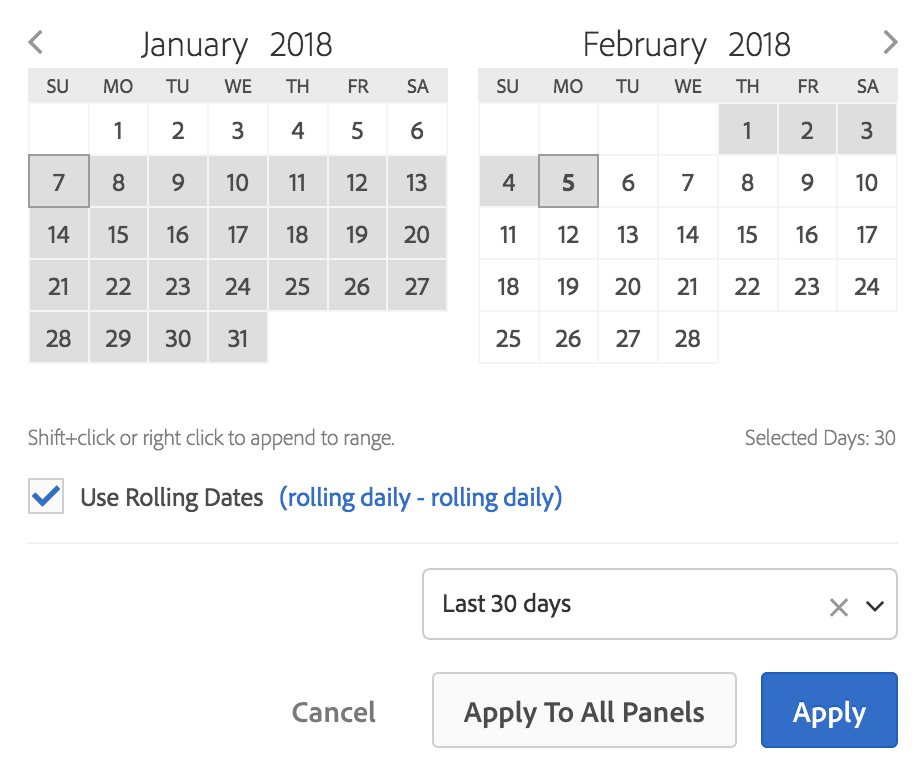 January 2018
SU MO TU WE TH FR SA
1 2 3 4 5 6
7 8 9 10 11 12 13
14 15 16 17 18 19 20
21 22 23 24 25 26 27
28 29 30 31
February 2018
SU MO TU WE TH FR SA
1 2 3
4 5 6 7 8 9 10
11 12 13 14 15 16 17
18 19 20 21 22 23 24
25 26 27 28
Shift+click or right click to append to range.
Selected Days: 30
Use Rolling Dates (rolling daily - rolling daily)
Last 30 days
Cancel
Apply To All Panels
Apply